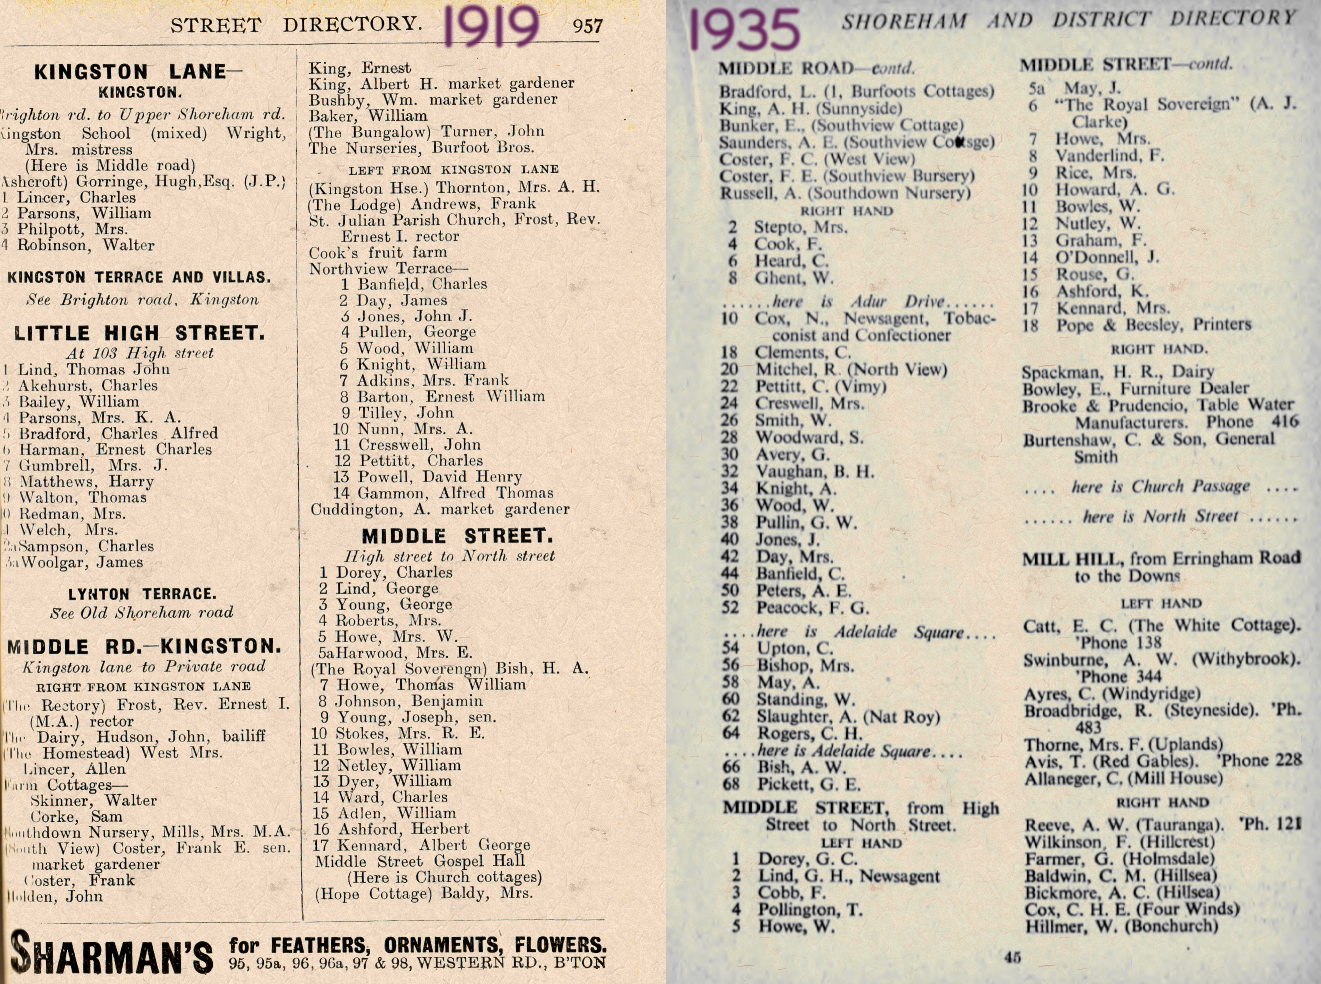 STREET DIRECTORY. 1919 957
KINGSTON LANE—
KINGSTON.
Brighton rd. to Upper Shoreham rd.
Kingston School (mixed) Wright,
Mrs. mistress
(Here is Middle road)
Ashcroft) Gorringe, Hugh,Esq. (J.P.)
1 Lincer, Charles
2 Parsons, William
3 Philpott, Mrs.
4 Robinson, Walter
KINGSTON TERRACE AND VILLAS.
See Brighton road, Kingston
LITTLE HIGH STREET.
At 103 High street
1 Lind, Thomas John
2 Akehurst, Charles
3 Bailey, William
4 Parsons, Mrs. K. A.
5 Bradford, Charles Alfred
6 Harman, Ernest Charles
7 Gumbrell, Mrs. J.
8 Matthews, Harry
9 Walton, Thomas
0 Redman, Mrs.
1 Welch, Mrs.
2aSampson, Charles
3aWoolgar, James
LYNTON TERRACE.
See Old Shoreham road
MIDDLE RD.—KINGSTON.
Kingston lane to Private road
RIGHT FROM KINGSTON LANE
(The Rectory) Frost, Rev. Ernest I.
(M.A.) rector
The Dairy, Hudson, John, bailiff
(The Homestead) West Mrs.
Lincer, Allen
Farm Cottages—
Skinner, Walter
Corke, Sam
Southdown Nursery, Mills, Mrs. M.A.
(South View) Coster, Frank E. sen.
market gardener
Coster, Frank
Holden, John
King, Ernest
King, Albert H. market gardener
Bushby, Wm. market gardener
Baker, William
(The Bungalow) Turner, John
The Nurseries, Burfoot Bros.
LEFT FROM KINGSTON LANE
(Kingston Hse.) Thornton, Mrs. A. H.
(The Lodge) Andrews, Frank
St. Julian Parish Church, Frost, Rev.
Ernest I. rector
Cook's fruit farm
Northview Terrace—
1 Banfield, Charles
2 Day, James
3 Jones, John J.
4 Pullen, George
5 Wood, William
6 Knight, William
7 Adkins, Mrs. Frank
8 Barton, Ernest William
9 Tilley, John
10 Nunn, Mrs. A.
11 Cresswell, John
12 Pettitt, Charles
13 Powell, David Henry
14 Gammon, Alfred Thomas
Cuddington, A. market gardener
MIDDLE STREET.
High street to North street
1 Dorey, Charles
2 Lind, George
3 Young, George
4 Roberts, Mrs.
5 Howe, Mrs. W.
5aHarwood, Mrs. E.
(The Royal Soverengn) Bish, H. A.
7 Howe, Thomas William
8 Johnson, Benjamin
9 Young, Joseph, sen.
10 Stokes, Mrs. R. E.
11 Bowles, William
12 Netley, William
13 Dyer, William
14 Ward, Charles
15 Adlen, William
16 Ashford, Herbert
17 Kennard, Albert George
Middle Street Gospel Hall
(Here is Church cottages)
(Hope Cottage) Baldy, Mrs.
SHARMAN'S for FEATHERS, ORNAMENTS, FLOWERS.
95, 95a, 96, 96a, 97 & 98, WESTERN RD., B'TON
1935 SHOREHAM AND DISTRICT DIRECTORY
MIDDLE ROAD—contd.
Bradford, L. (1, Burfoots Cottages)
King, A. H. (Sunnyside)
Bunker, E., (Southview Cottage)
Saunders, A. E. (Southview Cottage)
Coster, F. C. (West View)
Coster, F. E. (Southview Bursery)
Russell, A. (Southdown Nursery)
RIGHT HAND
2 Stepto, Mrs.
4 Cook, F.
6 Heard, C.
8 Ghent, W.
......here is Adur Drive......
10 Cox, N., Newsagent, Tobac-
conist and Confectioner
18 Clements, C.
20 Mitchel, R. (North View)
22 Pettitt, C. (Vimy)
24 Creswell, Mrs.
26 Smith, W.
28 Woodward, S.
30 Avery, G.
32 Vaughan, B. H.
34 Knight, A.
36 Wood, W.
38 Pullin, G. W.
40 Jones, J.
42 Day, Mrs.
44 Banfield, C.
50 Peters, A. E.
52 Peacock, F. G.
....here is Adelaide Square....
54 Upton, C.
56 Bishop, Mrs.
58 May, A.
60 Standing, W.
62 Slaughter, A. (Nat Roy)
64 Rogers, C. H.
....here is Adelaide Square....
66 Bish, A. W.
68 Pickett, G. E.
MIDDLE STREET, from High
Street to North Street.
LEFT HAND
1 Dorey, G. C.
2 Lind, G. H., Newsagent
3 Cobb, F.
4 Pollington, T.
5 Howe, W.
MIDDLE STREET—contd.
5a May, J.
6 "The Royal Sovereign" (A. J.
Clarke)
7 Howe, Mrs.
8 Vanderlind, F.
9 Rice, Mrs.
10 Howard, A. G.
11 Bowles, W.
12 Nutley, W.
13 Graham, F.
14 O'Donnell, J.
15 Rouse, G.
16 Ashford, K.
17 Kennard, Mrs.
18 Pope & Beesley, Printers
RIGHT HAND.
Spackman, H. R., Dairy
Bowley, E., Furniture Dealer
Brooke & Prudencio, Table Water
Manufacturers. Phone 416
Burtenshaw, C. & Son, General
Smith
.... here is Church Passage ....
...... here is North Street ......
MILL HILL, from Erringham Road
to the Downs
LEFT HAND
Catt, E. C. (The White Cottage).
'Phone 138
Swinburne, A. W. (Withybrook).
'Phone 344
Ayres, C. (Windyridge)
Broadbridge, R. (Steyneside). 'Ph.
483
Thorne, Mrs. F. (Uplands)
Avis, T. (Red Gables). 'Phone 228
Allaneger, C. (Mill House)
RIGHT HAND
Reeve, A. W. (Tauranga). 'Ph. 121
Wilkinson, F. (Hillcrest)
Farmer, G. (Holmsdale)
Baldwin, C. M. (Hillsea)
Bickmore, A. C. (Hillsea)
Cox, C. H. E. (Four Winds)
Hillmer, W. (Bonchurch)
45